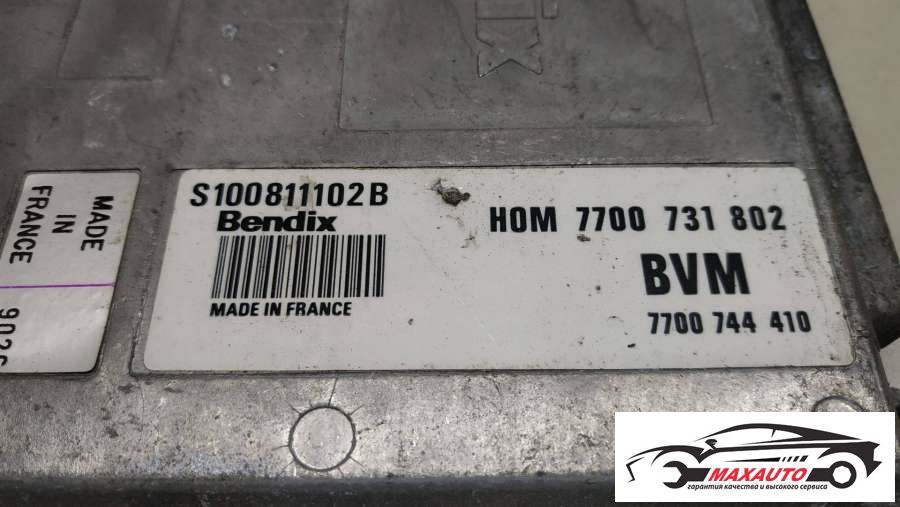 S100811102B
Bendix
MADE IN FRANCE
HOM 7700 731 802
BVM
7700 744 410
MADE
IN
FRANCE
MAXAUTO
гарантия качества и высокого сервиса